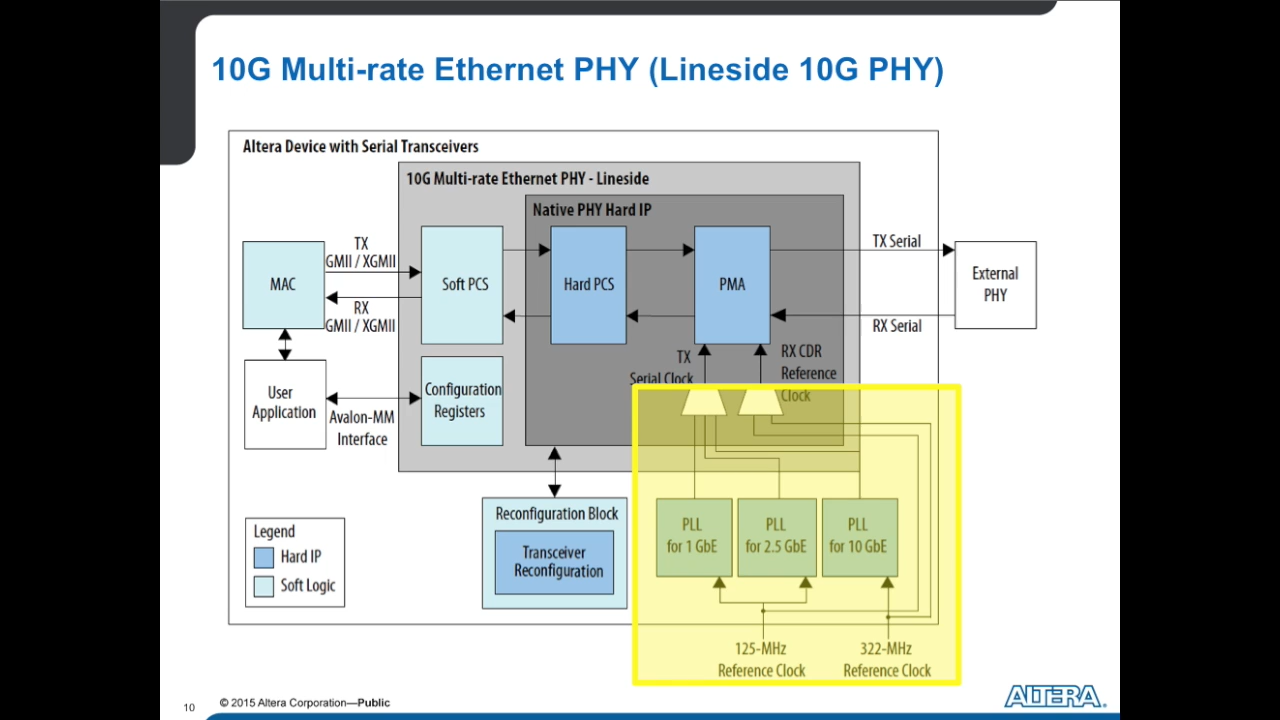 10G Multi-rate Ethernet PHY (Lineside 10G PHY)
Altera Device with Serial Transceivers
10G Multi-rate Ethernet PHY - Lineside
Native PHY Hard IP
MAC
TX
GMII / XGMII
RX
GMII / XGMII
Soft PCS
Hard PCS
PMA
TX Serial
RX Serial
External
PHY
User
Application
Avalon-MM
Interface
Configuration
Registers
TX
Serial Clock
RX CDR
Reference
Clock
Legend
Hard IP
Soft Logic
Reconfiguration Block
Transceiver
Reconfiguration
PLL
for 1 GbE
PLL
for 2.5 GbE
PLL
for 10 GbE
125-MHz
Reference Clock
322-MHz
Reference Clock
10
© 2015 Altera Corporation—Public
ALTERA